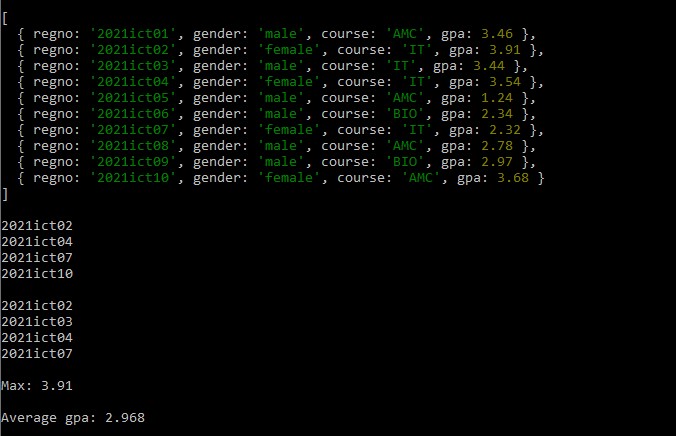 [
  { regno: '2021ict01', gender: 'male', course: 'AMC', gpa: 3.46 },
  { regno: '2021ict02', gender: 'female', course: 'IT', gpa: 3.91 },
  { regno: '2021ict03', gender: 'male', course: 'IT', gpa: 3.44 },
  { regno: '2021ict04', gender: 'female', course: 'IT', gpa: 3.54 },
  { regno: '2021ict05', gender: 'male', course: 'AMC', gpa: 1.24 },
  { regno: '2021ict06', gender: 'male', course: 'BIO', gpa: 2.34 },
  { regno: '2021ict07', gender: 'female', course: 'IT', gpa: 2.32 },
  { regno: '2021ict08', gender: 'male', course: 'AMC', gpa: 2.78 },
  { regno: '2021ict09', gender: 'male', course: 'BIO', gpa: 2.97 },
  { regno: '2021ict10', gender: 'female', course: 'AMC', gpa: 3.68 }
]
2021ict02
2021ict04
2021ict07
2021ict10
2021ict02
2021ict03
2021ict04
2021ict07
Max: 3.91
Average gpa: 2.968